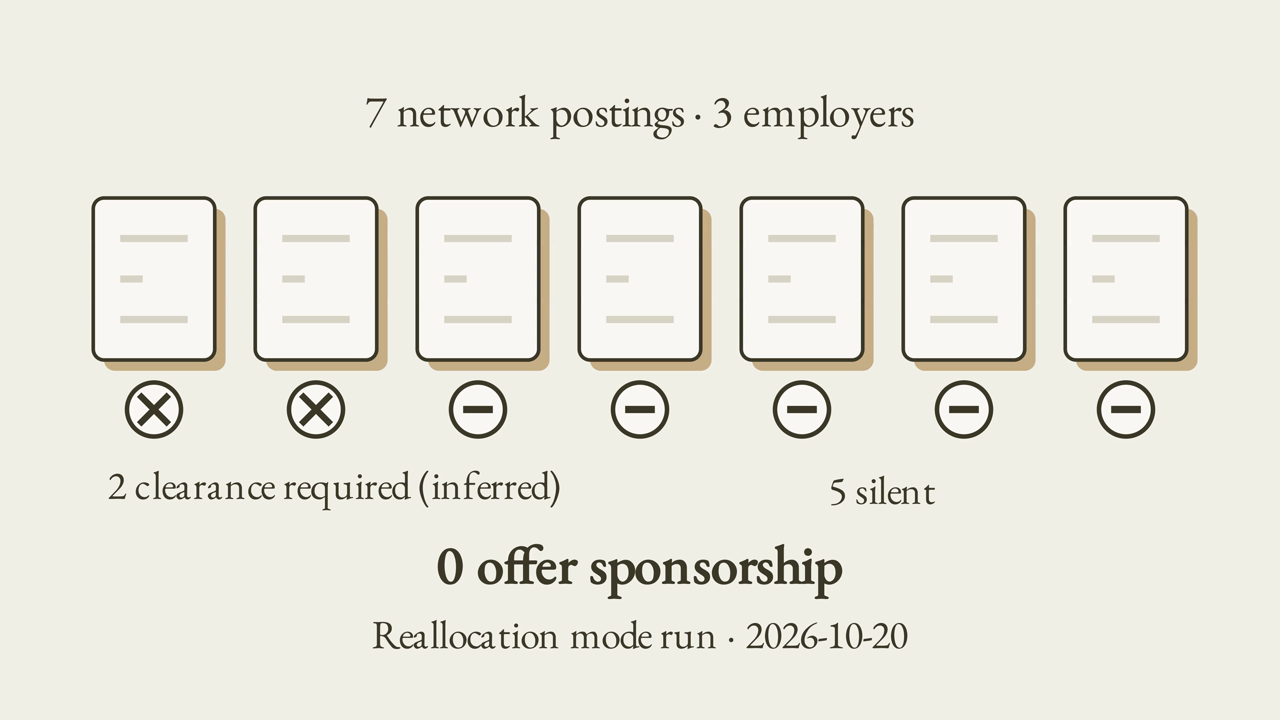 7 network postings · 3 employers
2 clearance required (inferred)
5 silent
0 offer sponsorship
Reallocation mode run · 2026-10-20